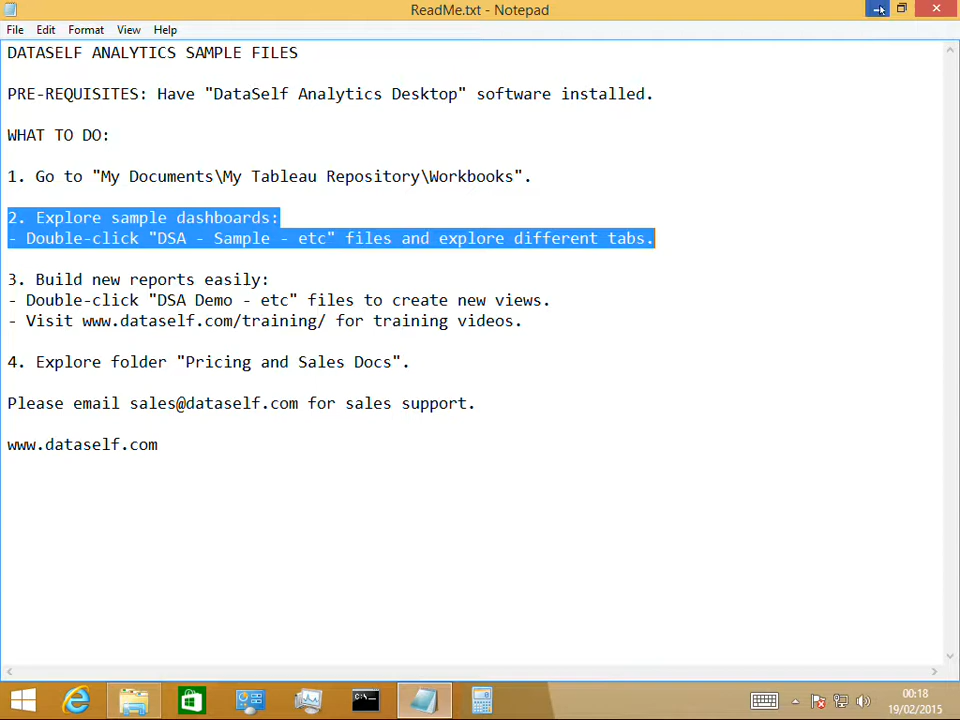 ReadMe.txt - Notepad
File Edit Format View Help
DATASELF ANALYTICS SAMPLE FILES
PRE-REQUISITES: Have "DataSelf Analytics Desktop" software installed.
WHAT TO DO:
1. Go to "My Documents\My Tableau Repository\Workbooks".
2. Explore sample dashboards:
- Double-click "DSA - Sample - etc" files and explore different tabs.
3. Build new reports easily:
- Double-click "DSA Demo - etc" files to create new views.
- Visit www.dataself.com/training/ for training videos.
4. Explore folder "Pricing and Sales Docs".
Please email sales@dataself.com for sales support.
www.dataself.com
00:18
19/02/2015